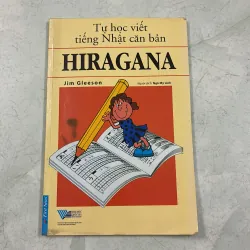 Tự học viết
tiếng Nhật căn bản
HIRAGANA
Jim Gleeson